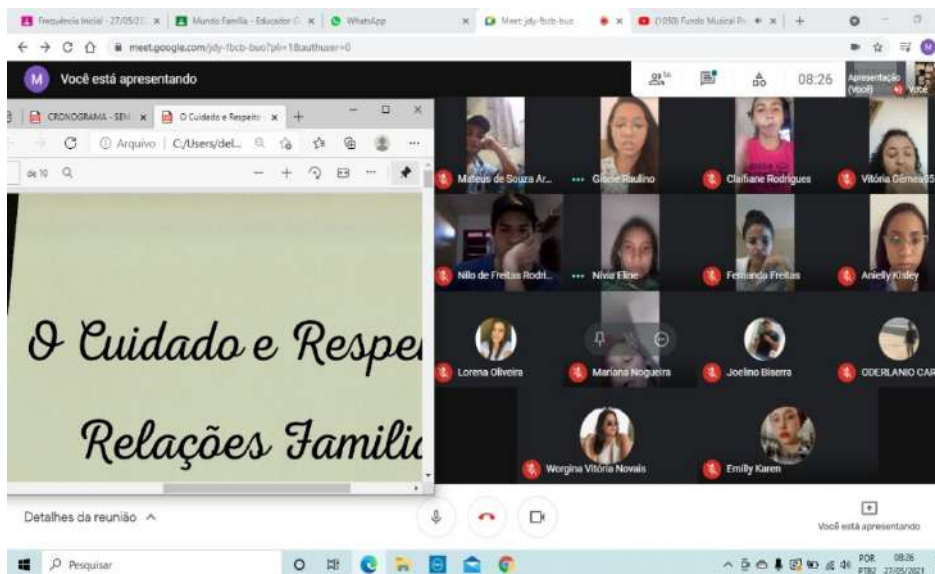 Frequência Inicial - 27/05/2
Mundo Família - Educador
WhatsApp
Meet: jdy-fbcb-buo
(1050) Fundo Musical
meet.google.com/jdy-fbcb-buo?pli=1&authuser=0
M Você está apresentando
16
08:26
Apresentação
(Você)
Você
CRONOGRAMA - SEN
O Cuidado e Respeito
Arquivo
C:/Users/del...
de 10
O Cuidado e Respei
Relações Familia
Mateus de Souza Ar...
Gisele Raulino
Rodrigues
Vitória Gêmea05
Nilo de Freitas Rodri...
Nívia Eline
Fernanda Freitas
Anielly Kisley
Lorena Oliveira
Mariana Nogueira
Joelino Biserra
ODERLANIO CAR
Worgina Vitória Novais
Emilly Karen
Detalhes da reunião
Você está apresentando
Pesquisar
POR
PTB2
08:26
27/05/2021